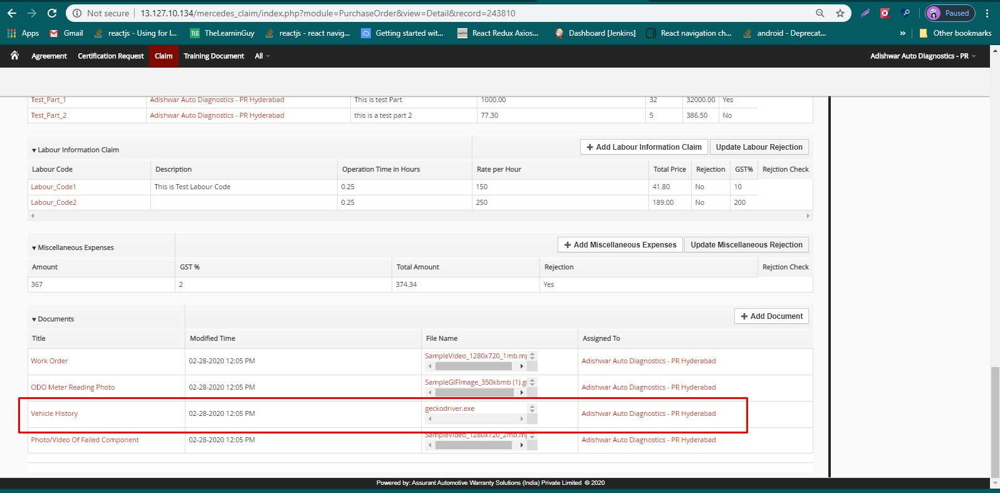 Not secure | 13.127.10.134/mercedes_claim/index.php?module=PurchaseOrder&view=Detail&record=243810 Paused
Apps Gmail reactjs - Using for l... TLG TheLearnGuy reactjs - react navig... Getting started wit... React Redux Axios... Dashboard [Jenkins] React navigation ch... android - Deprecat... » Other bookmarks
Agreement Certification Request Claim Training Document All Adishwar Auto Diagnostics - PR
Test_Part_1 Adishwar Auto Diagnostics - PR Hyderabad This is test Part 1000.00 32 32000.00 Yes
Test_Part_2 Adishwar Auto Diagnostics - PR Hyderabad this is a test part 2 77.30 5 386.50 No
Labour Information Claim + Add Labour Information Claim Update Labour Rejection
Labour Code Description Operation Time in Hours Rate per Hour Total Price Rejection GST% Rejction Check
Labour_Code1 This is Test Labour Code 0.25 150 41.80 No 10
Labour_Code2 0.25 250 189.00 No 200
Miscellaneous Expenses + Add Miscellaneous Expenses Update Miscellaneous Rejection
Amount GST % Total Amount Rejection Rejction Check
367 2 374.34 Yes
Documents + Add Document
Title Modified Time File Name Assigned To
Work Order 02-28-2020 12:05 PM SampleVideo_1280x720_1mb.mp Adishwar Auto Diagnostics - PR Hyderabad
ODO Meter Reading Photo 02-28-2020 12:05 PM SampleGIFImage_350kbmb (1).gi Adishwar Auto Diagnostics - PR Hyderabad
Vehicle History 02-28-2020 12:05 PM geckodriver.exe Adishwar Auto Diagnostics - PR Hyderabad
Photo/Video Of Failed Component 02-28-2020 12:05 PM SampleVideo_1280x720_2mb.mp Adishwar Auto Diagnostics - PR Hyderabad
Powered by: Assurant Automotive Warranty Solutions (India) Private Limited © 2020